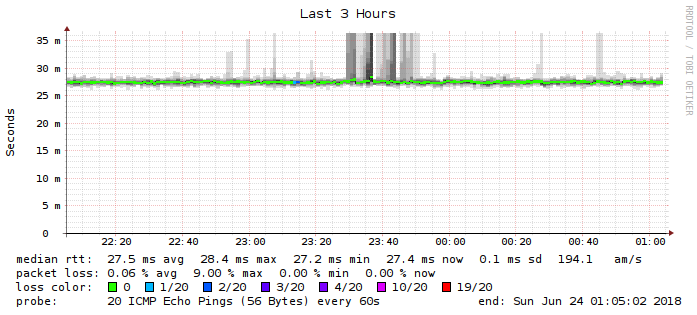 Last 3 Hours
RRDTOOL / TOBI OETIKER
Seconds
35 m
30 m
25 m
20 m
15 m
10 m
5 m
0
22:20 22:40 23:00 23:20 23:40 00:00 00:20 00:40 01:00
median rtt: 27.5 ms avg 28.4 ms max 27.2 ms min 27.4 ms now 0.1 ms sd 194.1 am/s
packet loss: 0.06 % avg 9.00 % max 0.00 % min 0.00 % now
loss color: 0 1/20 2/20 3/20 4/20 10/20 19/20
probe: 20 ICMP Echo Pings (56 Bytes) every 60s end: Sun Jun 24 01:05:02 2018